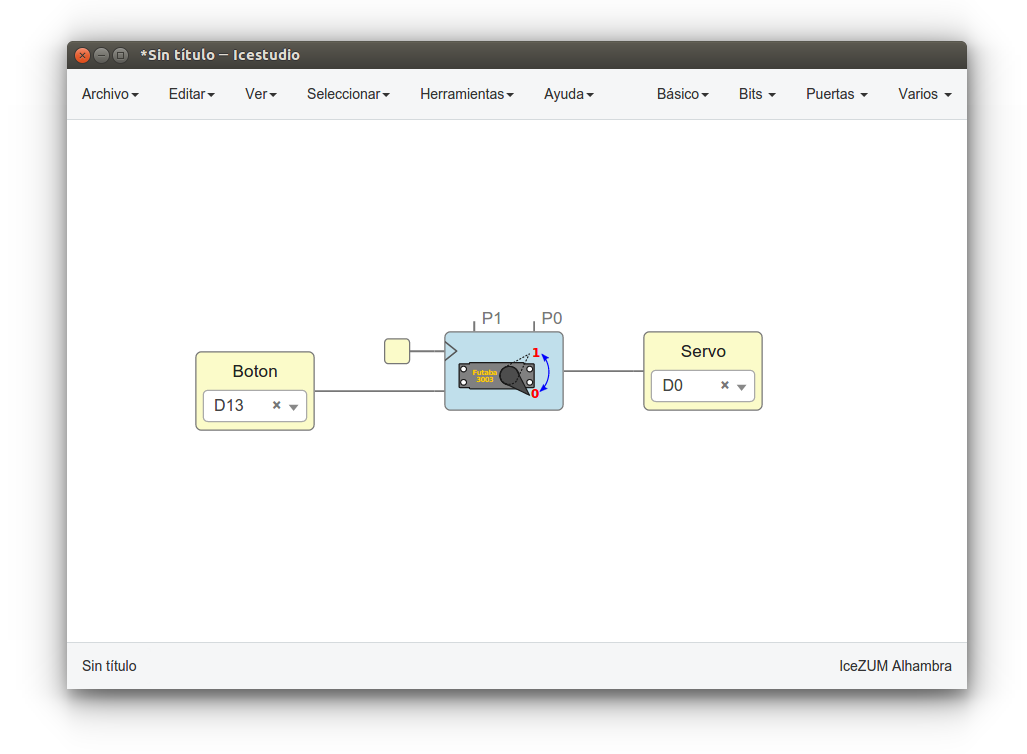 *Sin título – Icestudio
Archivo Editar Ver Seleccionar Herramientas Ayuda Básico Bits Puertas Varios
P1 P0
Boton
D13
1
Futaba
3003
0
Servo
D0
Sin título IceZUM Alhambra